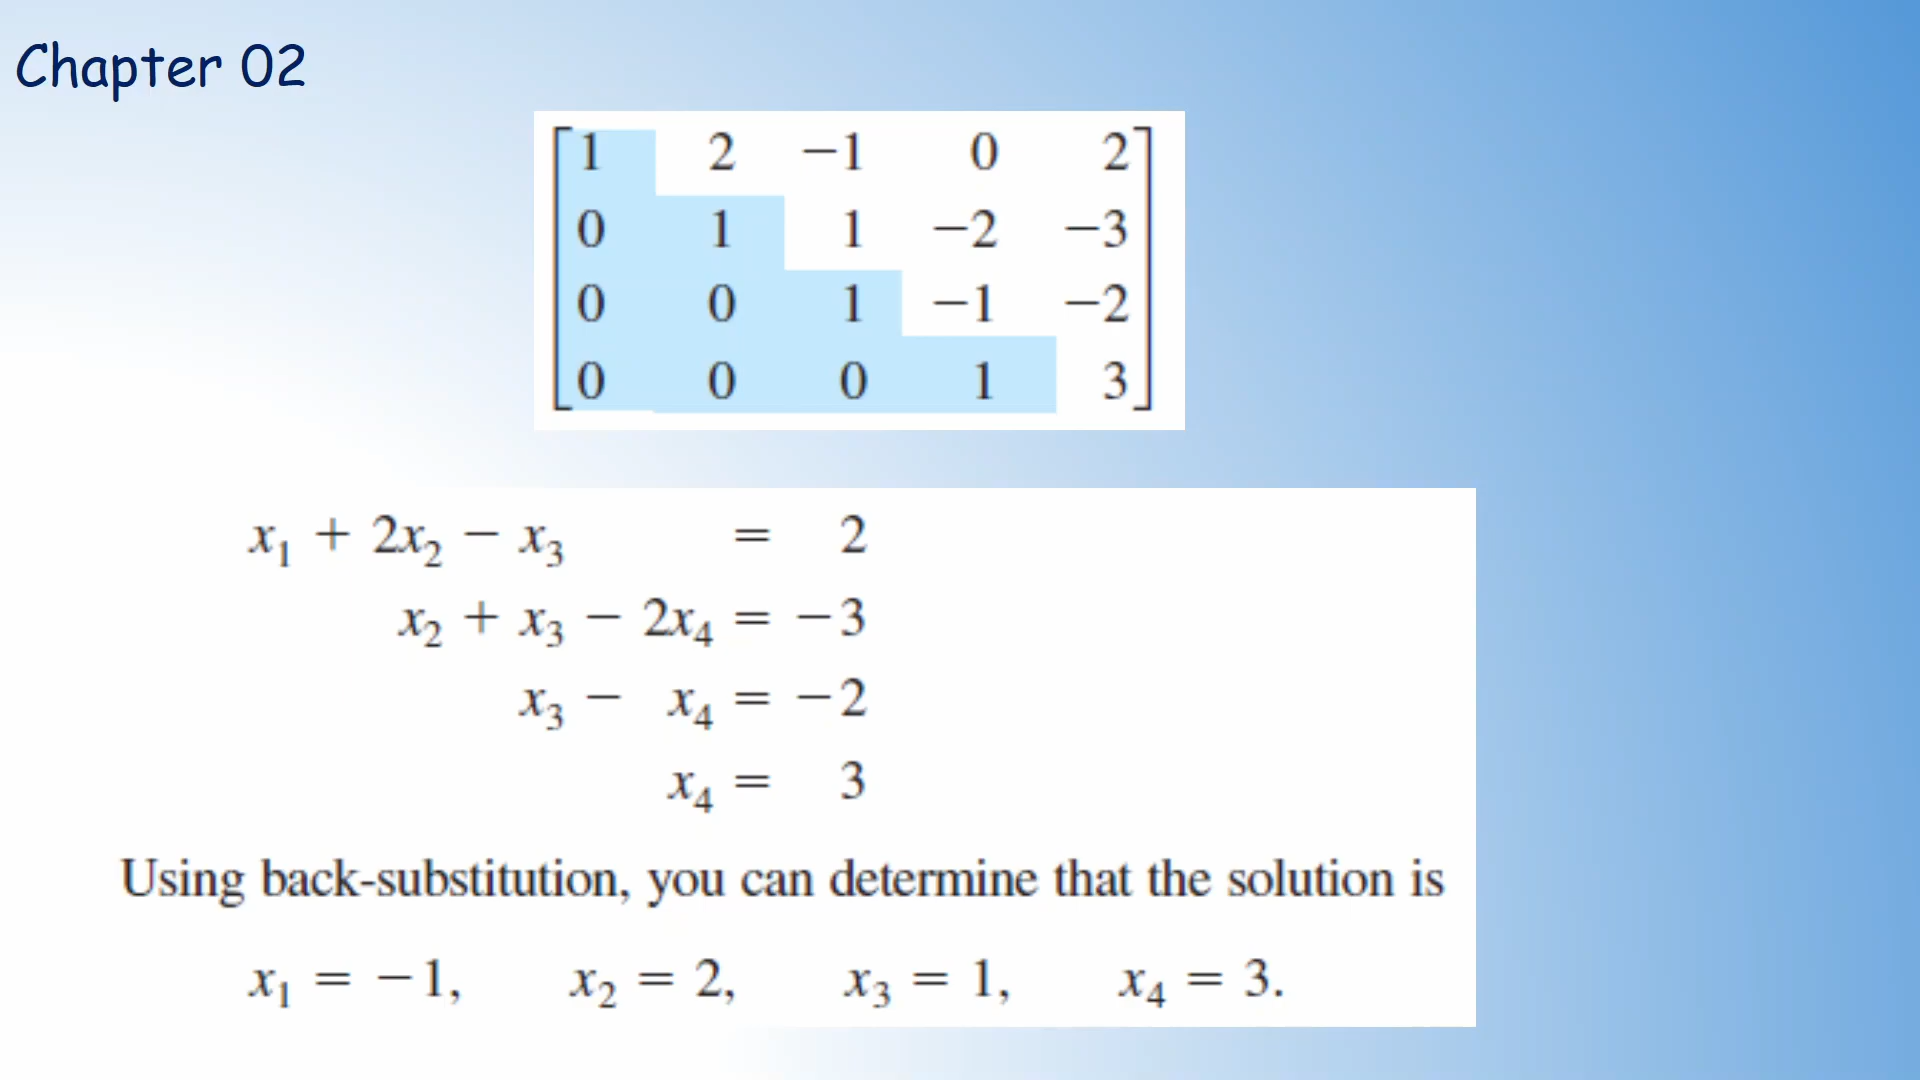 Chapter 02
1 2 −1 0 2
0 1 1 −2 −3
0 0 1 −1 −2
0 0 0 1 3
x₁ + 2x₂ − x₃ = 2
x₂ + x₃ − 2x₄ = −3
x₃ − x₄ = −2
x₄ = 3
Using back-substitution, you can determine that the solution is
x₁ = −1, x₂ = 2, x₃ = 1, x₄ = 3.